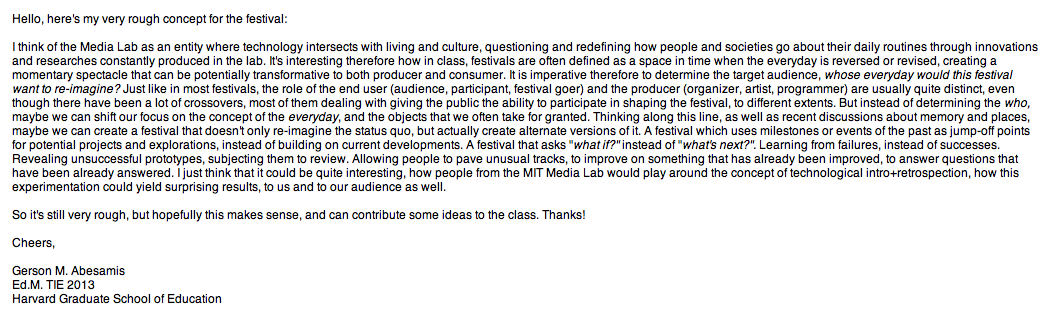 Hello, here's my very rough concept for the festival:
I think of the Media Lab as an entity where technology intersects with living and culture, questioning and redefining how people and societies go about their daily routines through innovations
and researches constantly produced in the lab. It's interesting therefore how in class, festivals are often defined as a space in time when the everyday is reversed or revised, creating a
momentary spectacle that can be potentially transformative to both producer and consumer. It is imperative therefore to determine the target audience, whose everyday would this festival
want to re-imagine? Just like in most festivals, the role of the end user (audience, participant, festival goer) and the producer (organizer, artist, programmer) are usually quite distinct, even
though there have been a lot of crossovers, most of them dealing with giving the public the ability to participate in shaping the festival, to different extents. But instead of determining the who,
maybe we can shift our focus on the concept of the everyday, and the objects that we often take for granted. Thinking along this line, as well as recent discussions about memory and places,
maybe we can create a festival that doesn't only re-imagine the status quo, but actually create alternate versions of it. A festival which uses milestones or events of the past as jump-off points
for potential projects and explorations, instead of building on current developments. A festival that asks "what if?" instead of "what's next?". Learning from failures, instead of successes.
Revealing unsuccessful prototypes, subjecting them to review. Allowing people to pave unusual tracks, to improve on something that has already been improved, to answer questions that
have been already answered. I just think that it could be quite interesting, how people from the MIT Media Lab would play around the concept of technological intro+retrospection, how this
experimentation could yield surprising results, to us and to our audience as well.
So it's still very rough, but hopefully this makes sense, and can contribute some ideas to the class. Thanks!
Cheers,
Gerson M. Abesamis
Ed.M. TIE 2013
Harvard Graduate School of Education